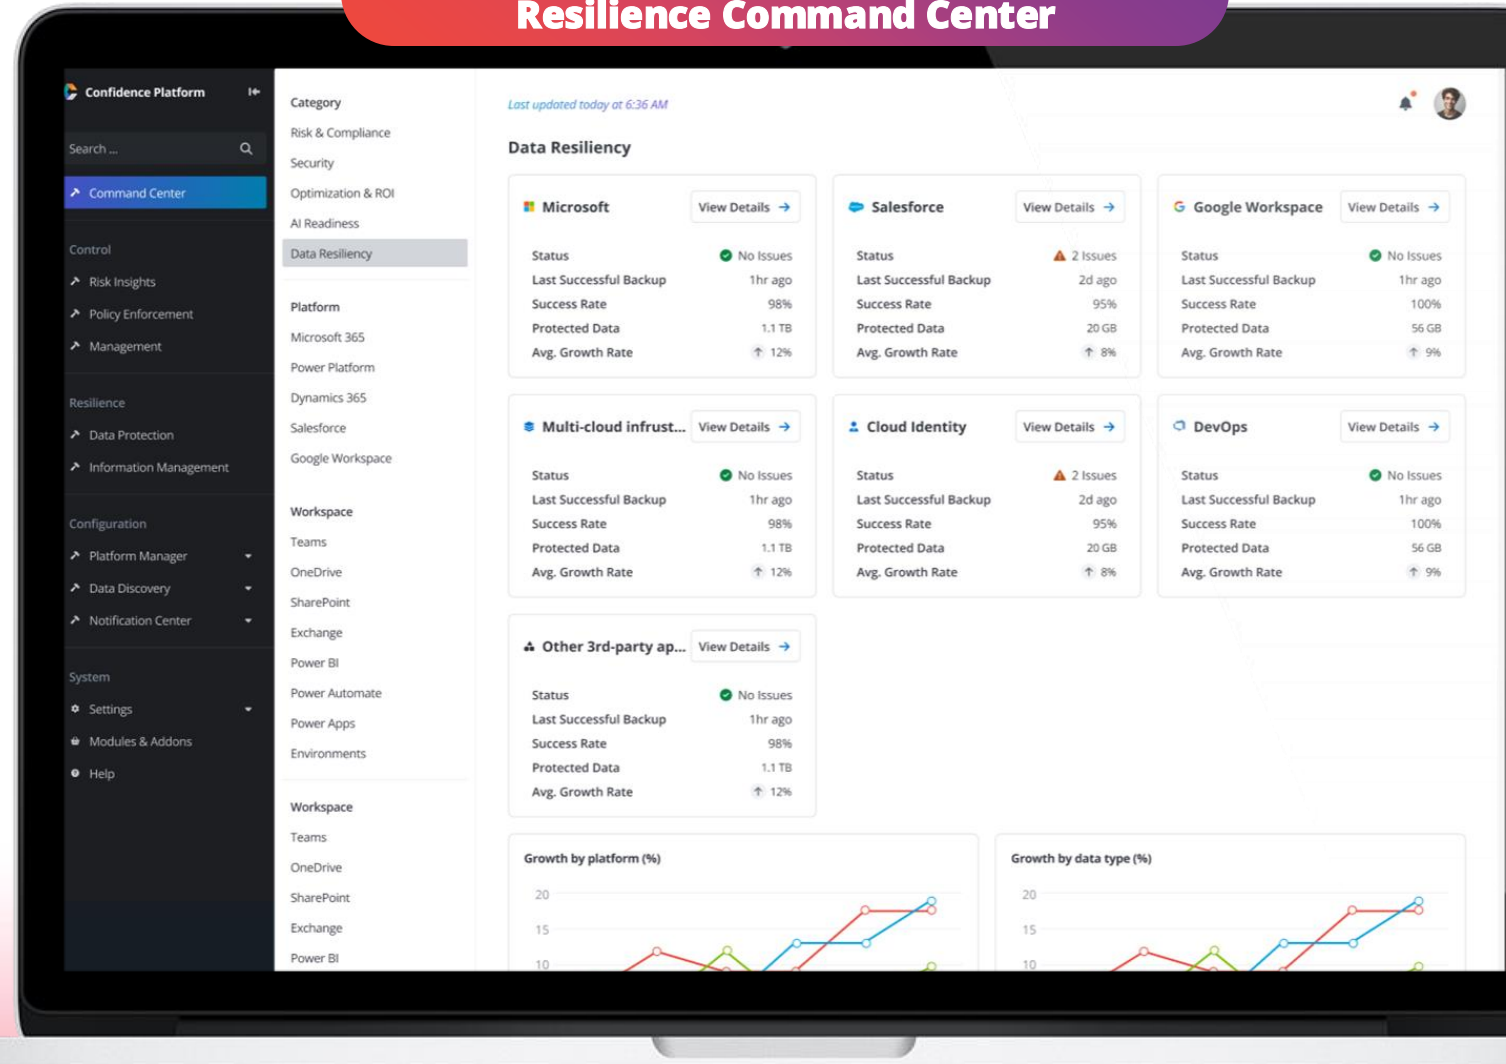 Resilience Command Center
Confidence Platform
Search ...
Command Center
Control
Risk Insights
Policy Enforcement
Management
Resilience
Data Protection
Information Management
Configuration
Platform Manager
Data Discovery
Notification Center
System
Settings
Modules & Addons
Help
Category
Risk & Compliance
Security
Optimization & ROI
AI Readiness
Data Resiliency
Platform
Microsoft 365
Power Platform
Dynamics 365
Salesforce
Google Workspace
Workspace
Teams
OneDrive
SharePoint
Exchange
Power BI
Power Automate
Power Apps
Environments
Workspace
Teams
OneDrive
SharePoint
Exchange
Power BI
Last updated today at 6:36 AM
Data Resiliency
Microsoft View Details
Status No Issues
Last Successful Backup 1hr ago
Success Rate 98%
Protected Data 1.1 TB
Avg. Growth Rate 12%
Salesforce View Details
Status 2 Issues
Last Successful Backup 2d ago
Success Rate 95%
Protected Data 20 GB
Avg. Growth Rate 8%
Google Workspace View Details
Status No Issues
Last Successful Backup 1hr ago
Success Rate 100%
Protected Data 56 GB
Avg. Growth Rate 9%
Multi-cloud infrust... View Details
Status No Issues
Last Successful Backup 1hr ago
Success Rate 98%
Protected Data 1.1 TB
Avg. Growth Rate 12%
Cloud Identity View Details
Status 2 Issues
Last Successful Backup 2d ago
Success Rate 95%
Protected Data 20 GB
Avg. Growth Rate 8%
DevOps View Details
Status No Issues
Last Successful Backup 1hr ago
Success Rate 100%
Protected Data 56 GB
Avg. Growth Rate 9%
Other 3rd-party ap... View Details
Status No Issues
Last Successful Backup 1hr ago
Success Rate 98%
Protected Data 1.1 TB
Avg. Growth Rate 12%
Growth by platform (%)
20
15
10
Growth by data type (%)
20
15
10